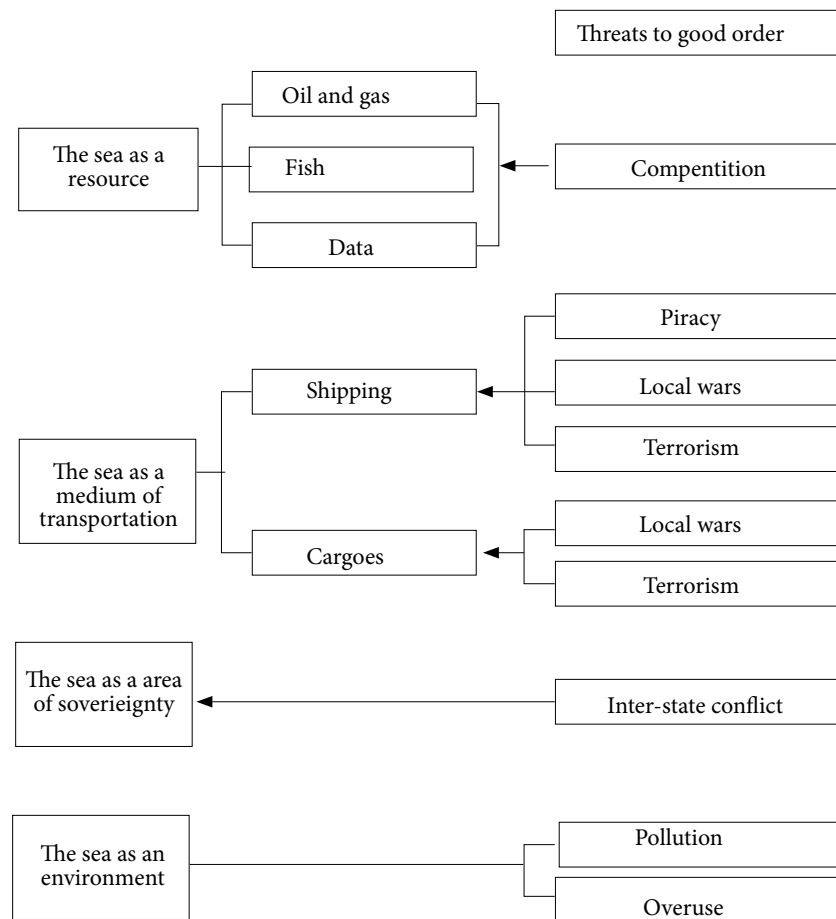 Threats to good order
Oil and gas
The sea as a
resource
Fish
Compentition
Data
Piracy
Shipping
Local wars
Terrorism
The sea as a
medium of
transportation
Local wars
Cargoes
Terrorism
The sea as a area
of soverieignty
Inter-state conflict
Pollution
The sea as an
environment
Overuse